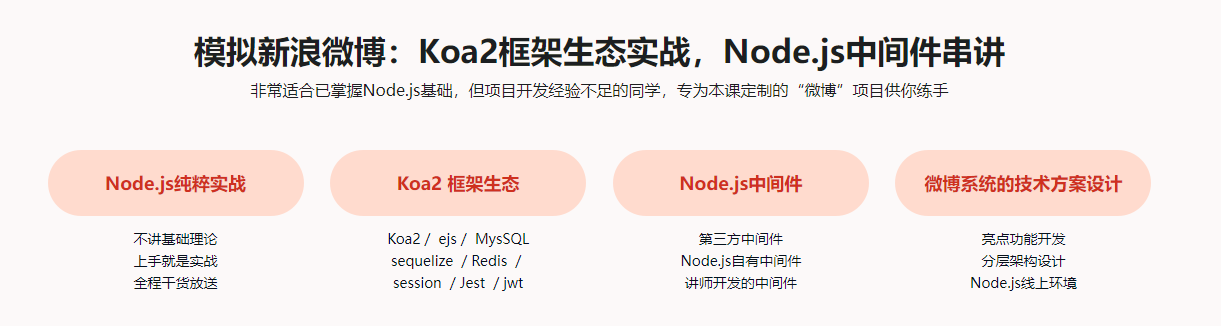 模拟新浪微博：Koa2框架生态实战，Node.js中间件串讲
非常适合已掌握Node.js基础，但项目开发经验不足的同学，专为本课定制的“微博”项目供你练手
Node.js纯粹实战
不讲基础理论
上手就是实战
全程干货放送
Koa2 框架生态
Koa2 / ejs / MysSQL
sequelize / Redis /
session / Jest / jwt
Node.js中间件
第三方中间件
Node.js自有中间件
讲师开发的中间件
微博系统的技术方案设计
亮点功能开发
分层架构设计
Node.js线上环境